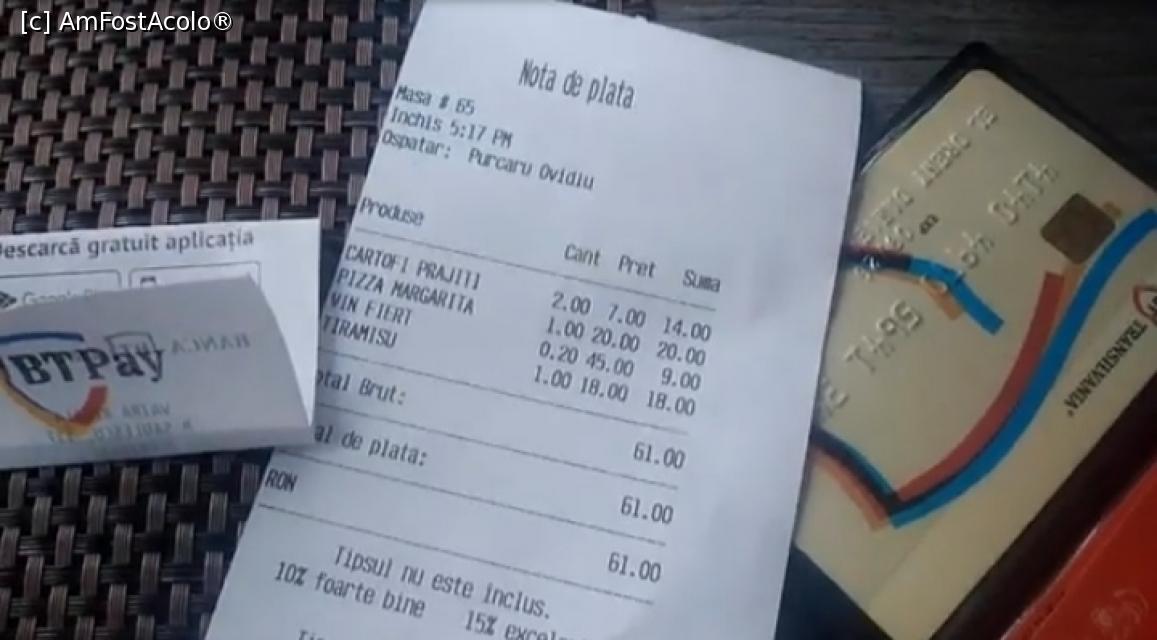 [c] AmFostAcolo®
Nota de plata
Masa # 65
Inchis 5:17 PM
Ospatar: Purcaru Ovidiu
Produse Cant Pret Suma
CARTOFI PRAJITI 2.00 7.00 14.00
PIZZA MARGARITA 1.00 20.00 20.00
VIN FIERT 0.20 45.00 9.00
TIRAMISU 1.00 18.00 18.00
Brut: 61.00
de plata: 61.00
RON 61.00
Tipsul nu este inclus.
10% foarte bine 15%
gratuit aplicația
BTPay
TRANSILVANIA